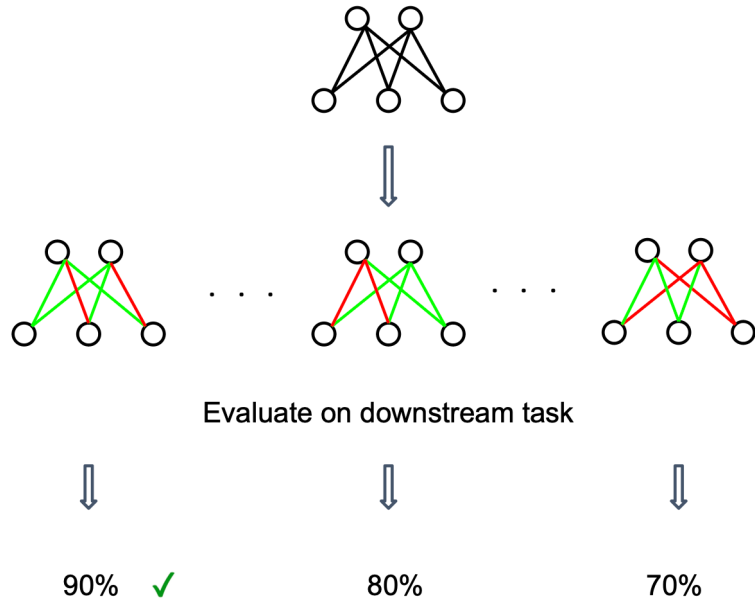 . . .
. . .
Evaluate on downstream task
90% ✓
80%
70%